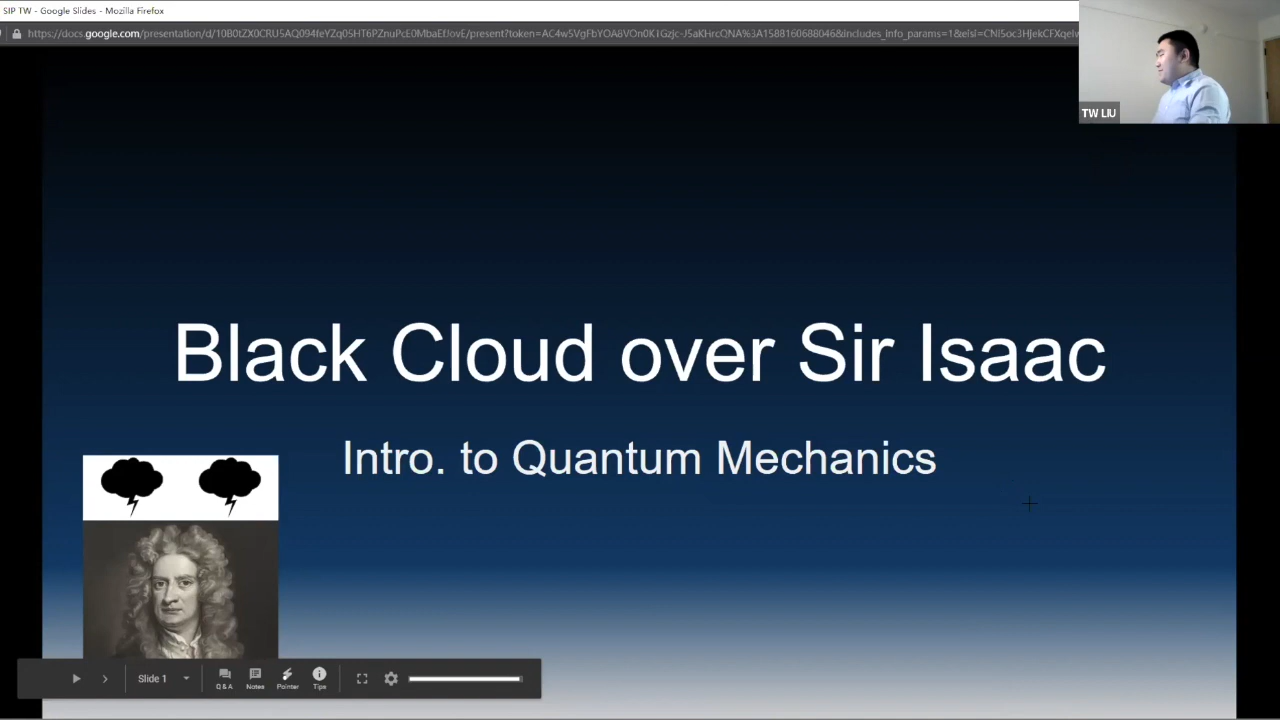 SIP TW - Google Slides - Mozilla Firefox
TW LIU
Black Cloud over Sir Isaac
Intro. to Quantum Mechanics
Slide 1
Q & A
Notes
Pointer
Tips